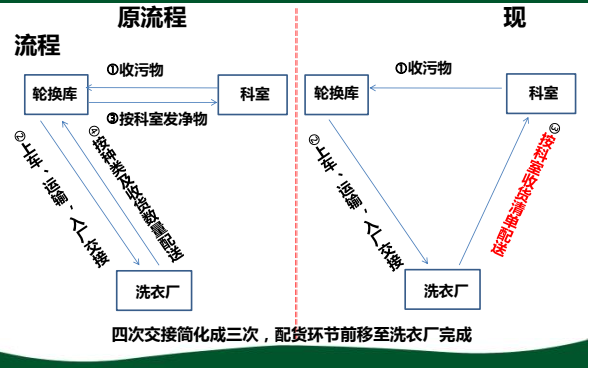 原流程
现
流程
①收污物
轮换库
科室
③按科室发净物
②上车、运输，入厂交接
④按种类及收货数量配送
洗衣厂
①收污物
轮换库
科室
②上车、运输，入厂交接
③按科室收货清单配送
洗衣厂
四次交接简化成三次，配货环节前移至洗衣厂完成